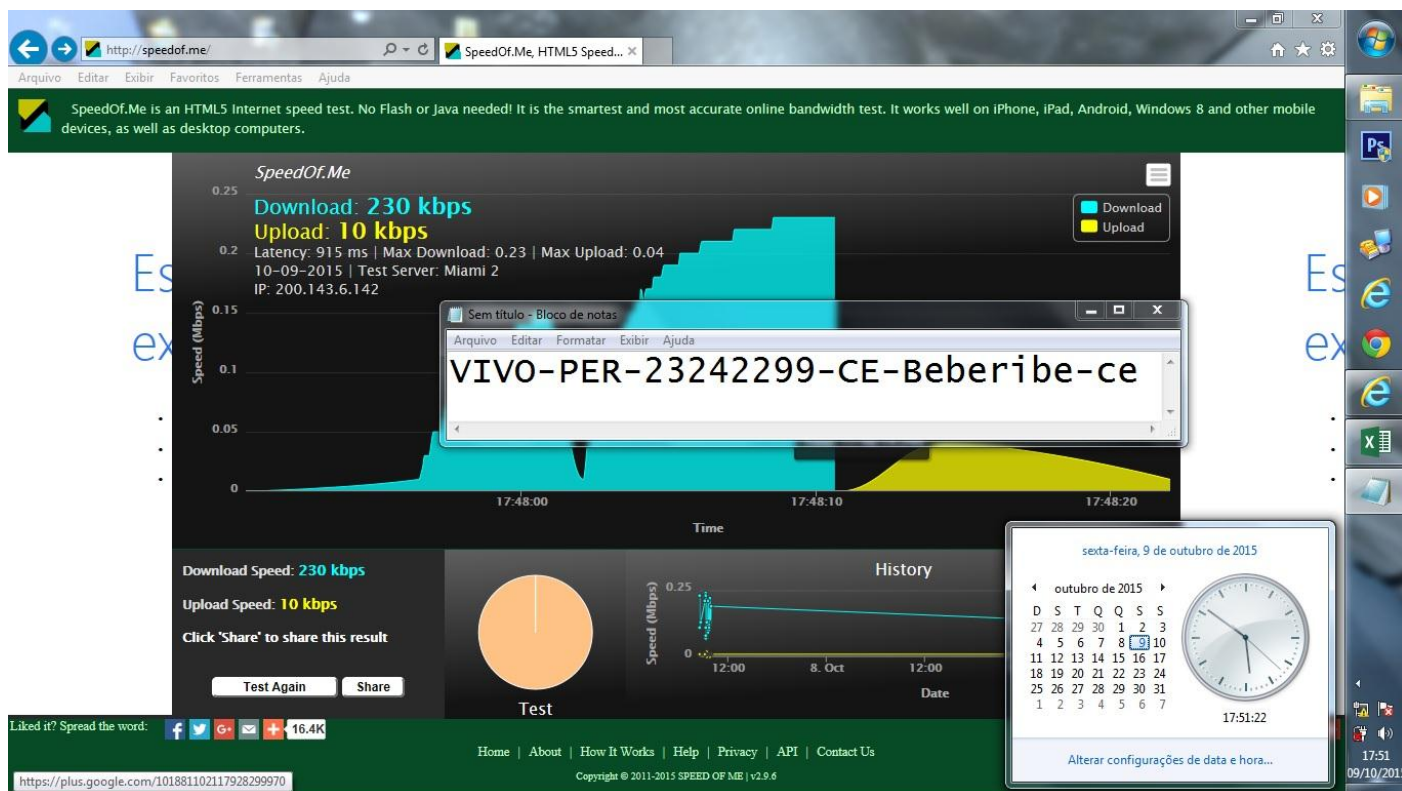 http://speedof.me/
SpeedOf.Me, HTML5 Speed...
Arquivo Editar Exibir Favoritos Ferramentas Ajuda
SpeedOf.Me is an HTML5 Internet speed test. No Flash or Java needed! It is the smartest and most accurate online bandwidth test. It works well on iPhone, iPad, Android, Windows 8 and other mobile
devices, as well as desktop computers.
SpeedOf.Me
Download: 230 kbps
Upload: 10 kbps
Latency: 915 ms | Max Download: 0.23 | Max Upload: 0.04
10-09-2015 | Test Server: Miami 2
IP: 200.143.6.142
Download
Upload
Es
ex
Es
ex
Speed (Mbps)
0.25
0.2
0.15
0.1
0.05
0
17:48:00 17:48:10 17:48:20
Time
Sem título - Bloco de notas
Arquivo Editar Formatar Exibir Ajuda
VIVO-PER-23242299-CE-Beberibe-ce
Download Speed: 230 kbps
Upload Speed: 10 kbps
Click 'Share' to share this result
Test Again Share
Test
History
Speed (Mbps)
0.25
0
12:00 8. Oct 12:00
Date
sexta-feira, 9 de outubro de 2015
outubro de 2015
D S T Q Q S S
27 28 29 30 1 2 3
4 5 6 7 8 9 10
11 12 13 14 15 16 17
18 19 20 21 22 23 24
25 26 27 28 29 30 31
1 2 3 4 5 6 7
17:51:22
Alterar configurações de data e hora...
Liked it? Spread the word:
16.4K
Home | About | How It Works | Help | Privacy | API | Contact Us
Copyright © 2011-2015 SPEED OF ME | v2.9.6
https://plus.google.com/101881102117928299970
Ps
17:51
09/10/201